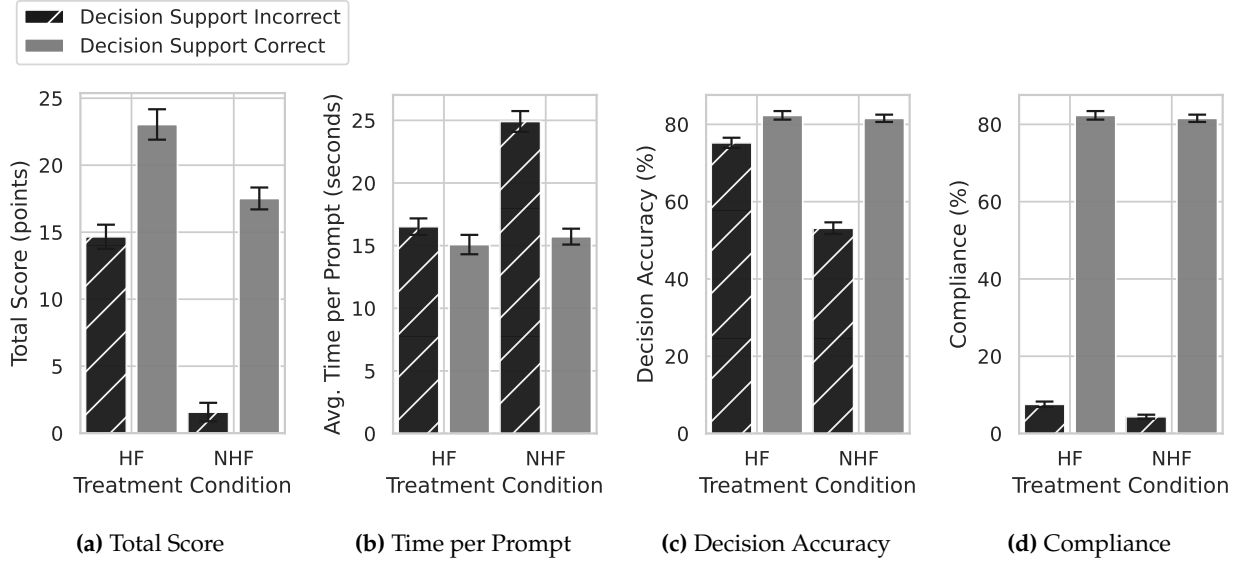 Decision Support Incorrect
Decision Support Correct
Total Score (points)
25
20
15
10
5
0
HF NHF
Treatment Condition
(a) Total Score
Avg. Time per Prompt (seconds)
25
20
15
10
5
0
HF NHF
Treatment Condition
(b) Time per Prompt
Decision Accuracy (%)
80
60
40
20
0
HF NHF
Treatment Condition
(c) Decision Accuracy
Compliance (%)
80
60
40
20
0
HF NHF
Treatment Condition
(d) Compliance